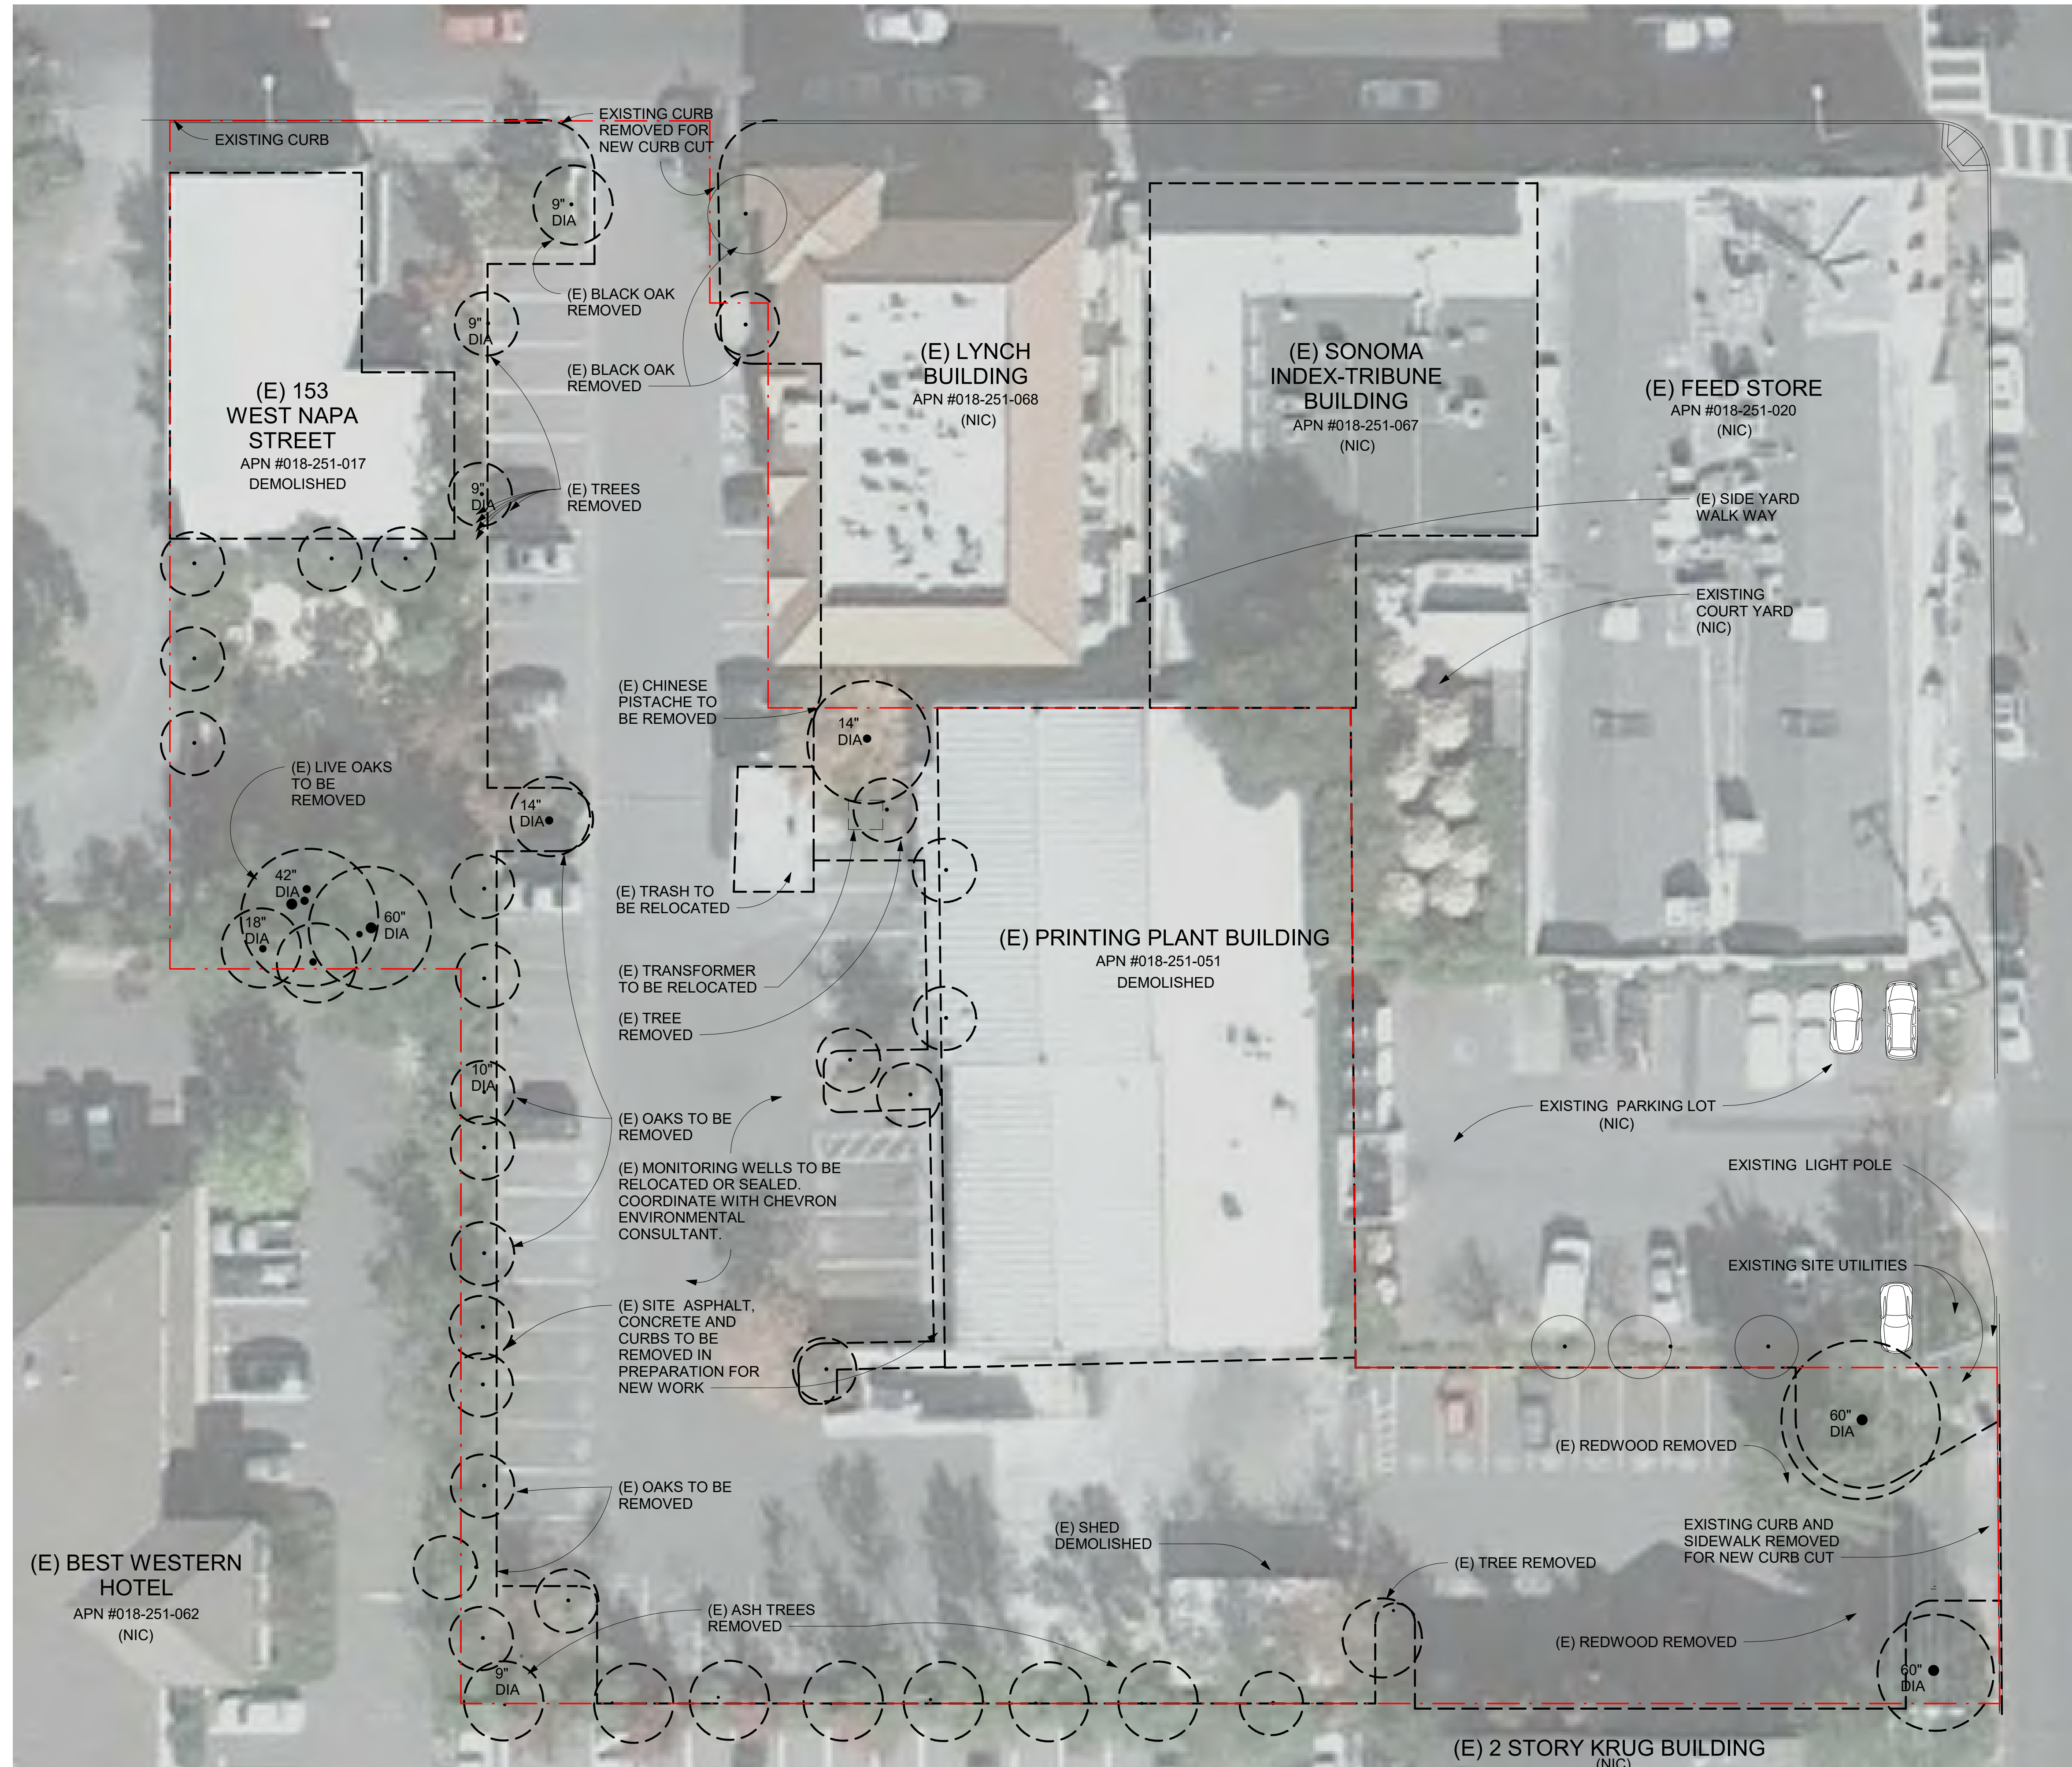 EXISTING CURB
EXISTING CURB
REMOVED FOR
NEW CURB CUT
9"
DIA
(E) BLACK OAK
REMOVED
9"
DIA
(E) BLACK OAK
REMOVED
(E) 153
WEST NAPA
STREET
APN #018-251-017
DEMOLISHED
(E) LYNCH
BUILDING
APN #018-251-068
(NIC)
(E) SONOMA
INDEX-TRIBUNE
BUILDING
APN #018-251-067
(NIC)
(E) FEED STORE
APN #018-251-020
(NIC)
9"
DIA
(E) TREES
REMOVED
(E) SIDE YARD
WALK WAY
EXISTING
COURT YARD
(NIC)
(E) CHINESE
PISTACHE TO
BE REMOVED
14"
DIA
(E) LIVE OAKS
TO BE
REMOVED
14"
DIA
42"
DIA
18"
DIA
60"
DIA
(E) TRASH TO
BE RELOCATED
(E) PRINTING PLANT BUILDING
APN #018-251-051
DEMOLISHED
(E) TRANSFORMER
TO BE RELOCATED
(E) TREE
REMOVED
10"
DIA
(E) OAKS TO BE
REMOVED
EXISTING PARKING LOT
(NIC)
(E) MONITORING WELLS TO BE
RELOCATED OR SEALED.
COORDINATE WITH CHEVRON
ENVIRONMENTAL
CONSULTANT.
EXISTING LIGHT POLE
EXISTING SITE UTILITIES
(E) SITE ASPHALT,
CONCRETE AND
CURBS TO BE
REMOVED IN
PREPARATION FOR
NEW WORK
60"
DIA
(E) REDWOOD REMOVED
(E) OAKS TO BE
REMOVED
(E) SHED
DEMOLISHED
EXISTING CURB AND
SIDEWALK REMOVED
FOR NEW CURB CUT
(E) TREE REMOVED
(E) BEST WESTERN
HOTEL
APN #018-251-062
(NIC)
(E) ASH TREES
REMOVED
(E) REDWOOD REMOVED
9"
DIA
60"
DIA
(E) 2 STORY KRUG BUILDING
(NIC)